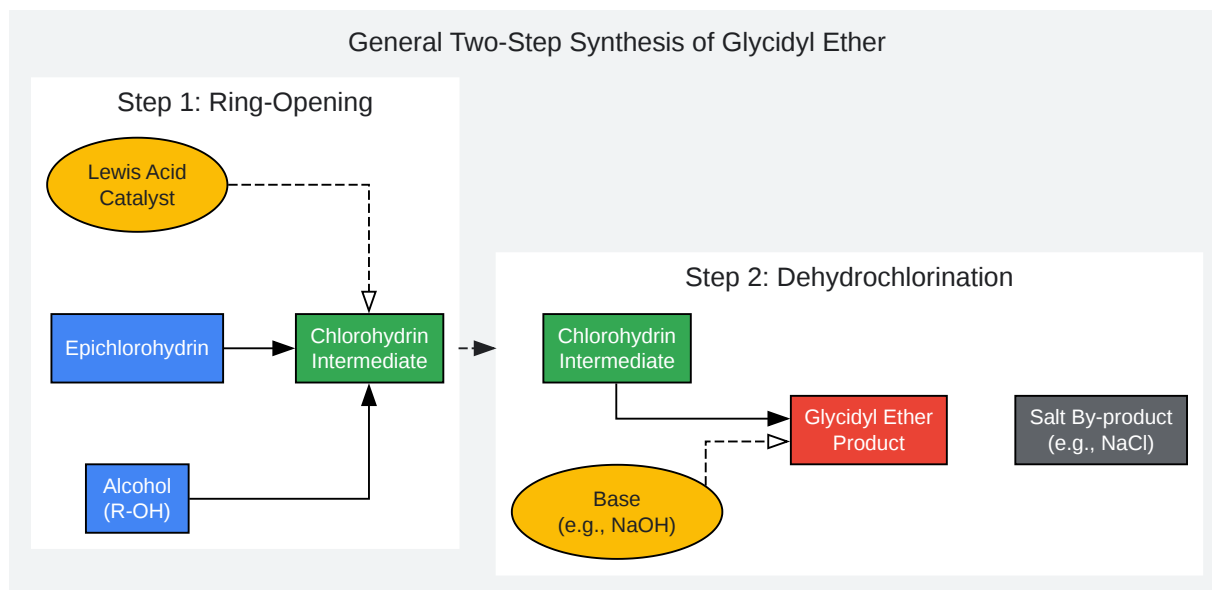 General Two-Step Synthesis of Glycidyl Ether
Step 1: Ring-Opening
Lewis Acid
Catalyst
Epichlorohydrin
Chlorohydrin
Intermediate
Alcohol
(R-OH)
Step 2: Dehydrochlorination
Chlorohydrin
Intermediate
Glycidyl Ether
Product
Salt By-product
(e.g., NaCl)
Base
(e.g., NaOH)